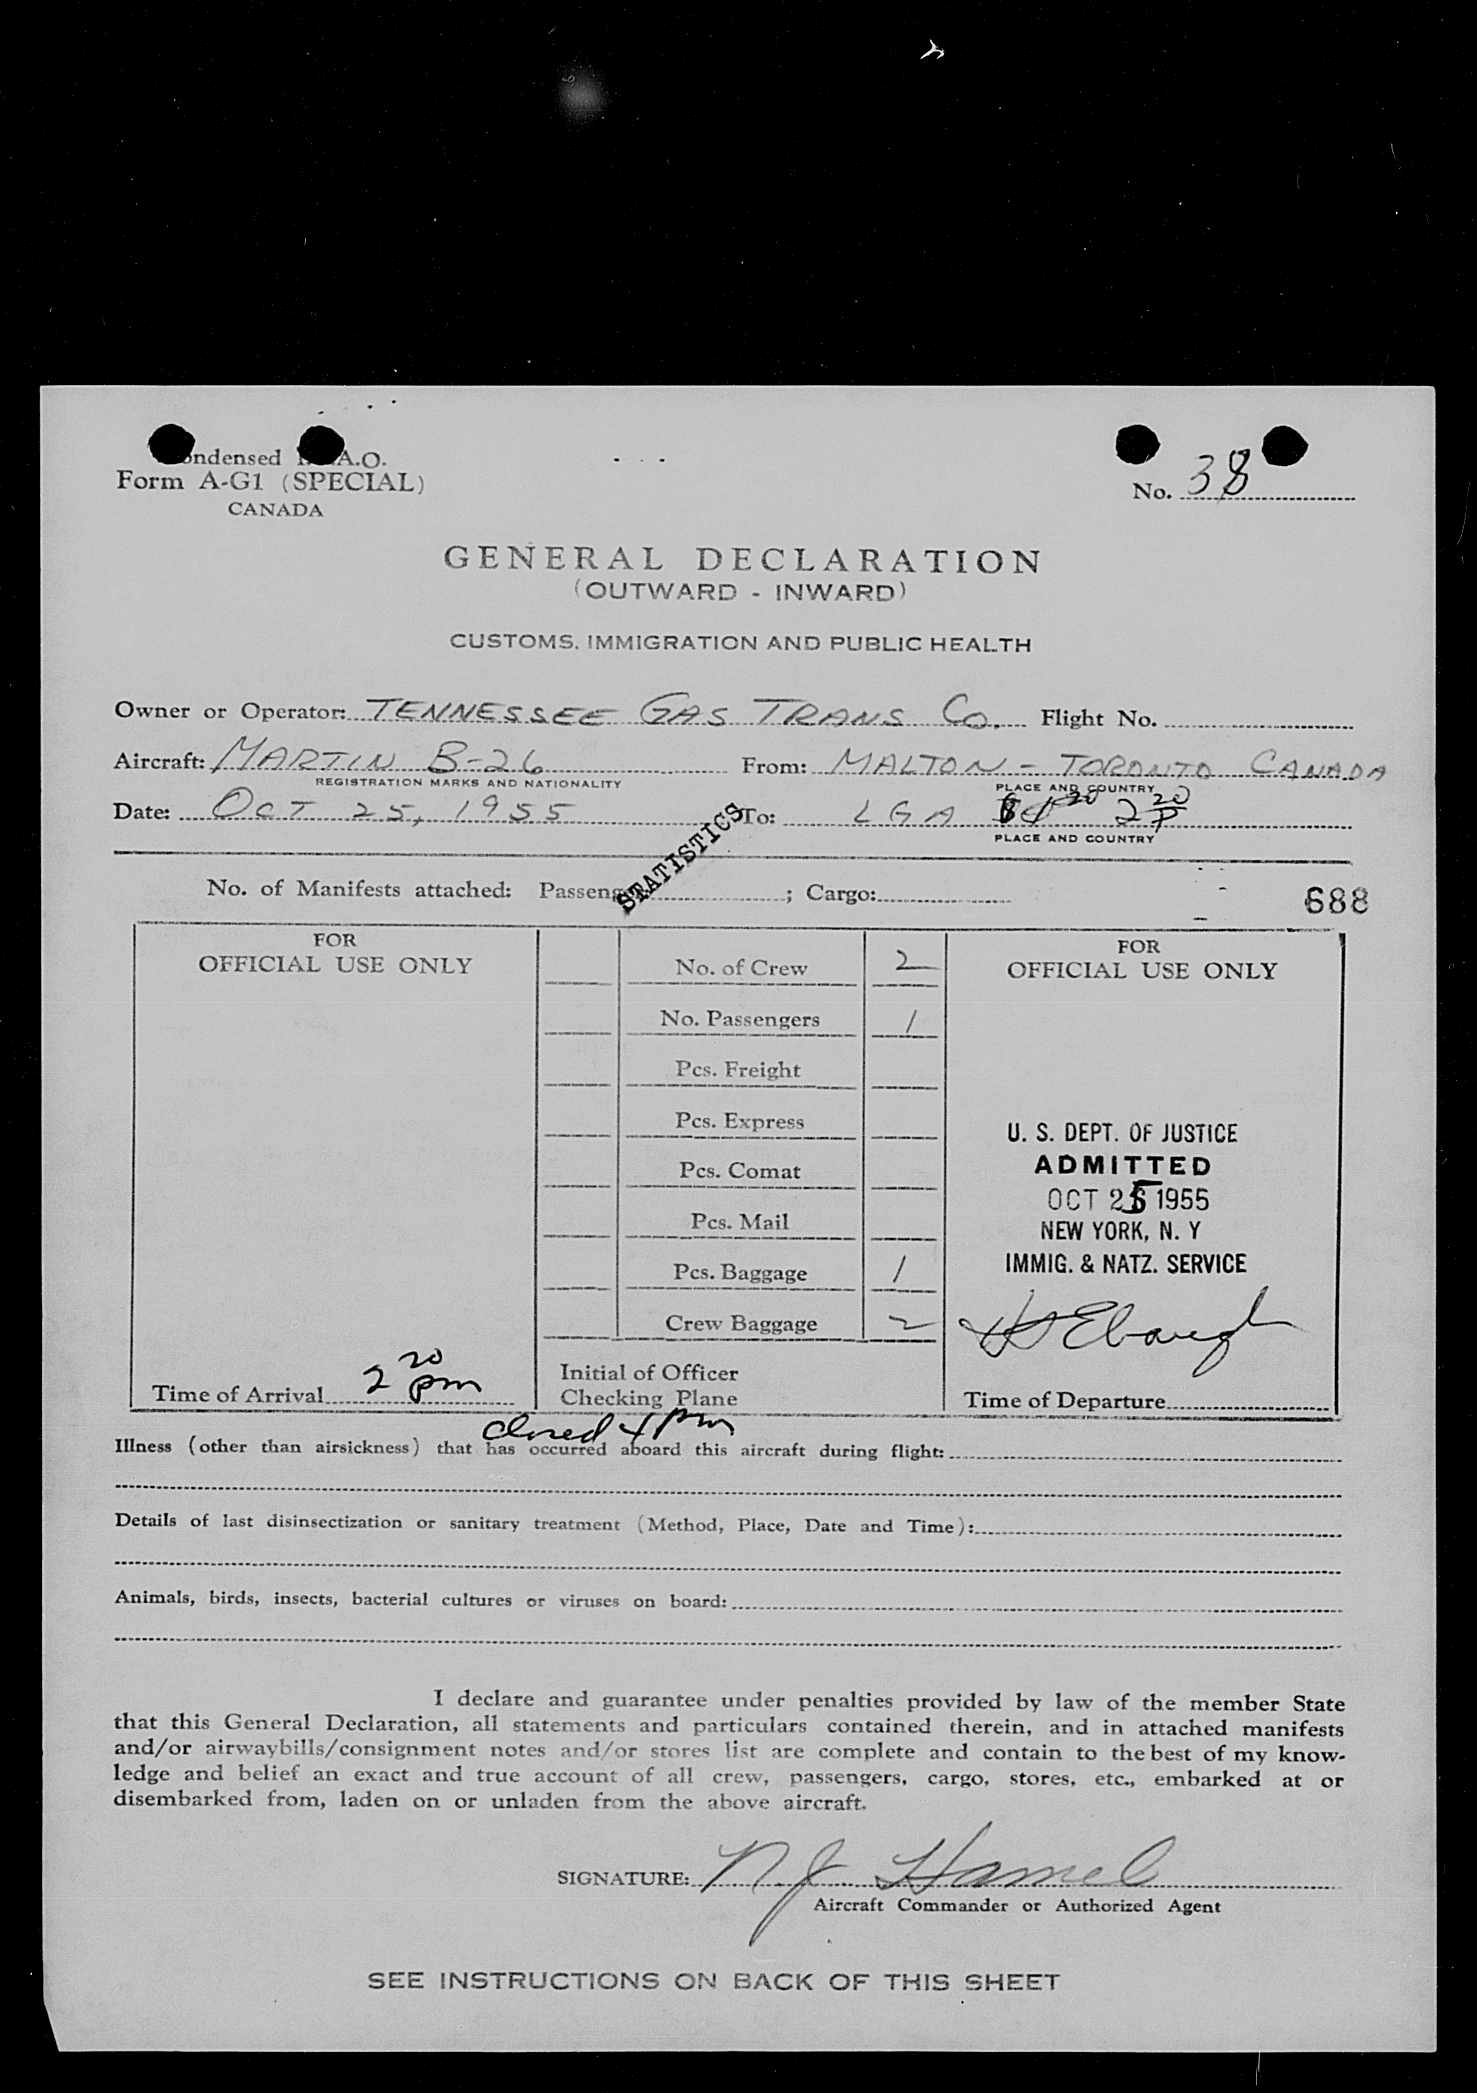 ondensed I. A.O.
Form A-G1 (SPECIAL)
CANADA
No. 38
GENERAL DECLARATION
(OUTWARD - INWARD)
CUSTOMS, IMMIGRATION AND PUBLIC HEALTH
Owner or Operator: TENNESSEE GAS TRANS CO. Flight No.
Aircraft: MARTIN B-26 From: MALTON - TORONTO CANADA
REGISTRATION MARKS AND NATIONALITY PLACE AND COUNTRY
Date: OCT 25, 1955 To: LGA 2 20 P
PLACE AND COUNTRY
STATISTICS
No. of Manifests attached: Passeng ; Cargo:
688
FOR
OFFICIAL USE ONLY
No. of Crew 2
No. Passengers 1
Pcs. Freight
Pcs. Express
Pcs. Comat
Pcs. Mail
Pcs. Baggage 1
Crew Baggage 2
FOR
OFFICIAL USE ONLY
U. S. DEPT. OF JUSTICE
ADMITTED
OCT 25 1955
NEW YORK, N. Y
IMMIG. & NATZ. SERVICE
Ebaugh
Time of Arrival 2 20 pm
Initial of Officer
Checking Plane
Time of Departure
closed 4 pm
Illness (other than airsickness) that has occurred aboard this aircraft during flight:
Details of last disinsectization or sanitary treatment (Method, Place, Date and Time):
Animals, birds, insects, bacterial cultures or viruses on board:
I declare and guarantee under penalties provided by law of the member State
that this General Declaration, all statements and particulars contained therein, and in attached manifests
and/or airwaybills/consignment notes and/or stores list are complete and contain to the best of my know-
ledge and belief an exact and true account of all crew, passengers, cargo, stores, etc., embarked at or
disembarked from, laden on or unladen from the above aircraft.
SIGNATURE: N J Hamel
Aircraft Commander or Authorized Agent
SEE INSTRUCTIONS ON BACK OF THIS SHEET